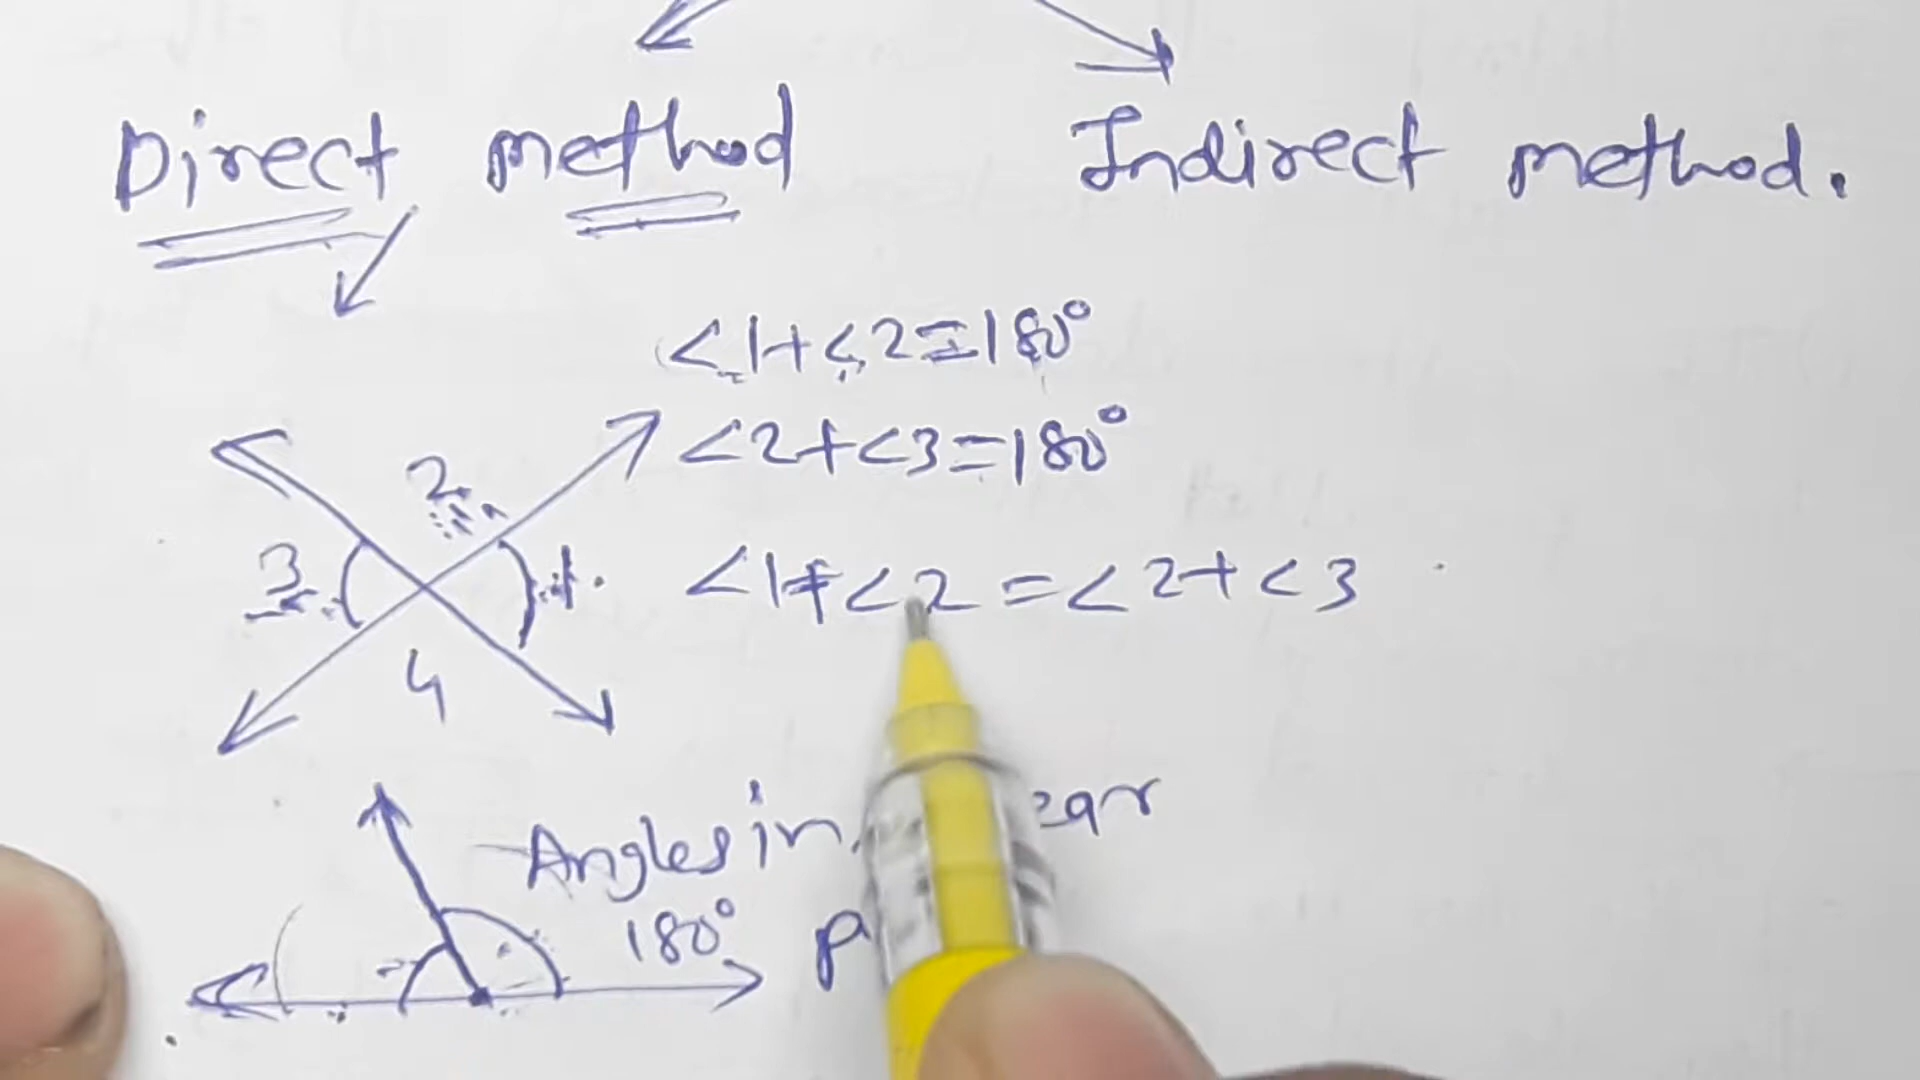 Direct method
Indirect method.
<1+<2=180°
<2+<3=180°
2
3
1
4
<1+<2=<2+<3
Angles in
180°